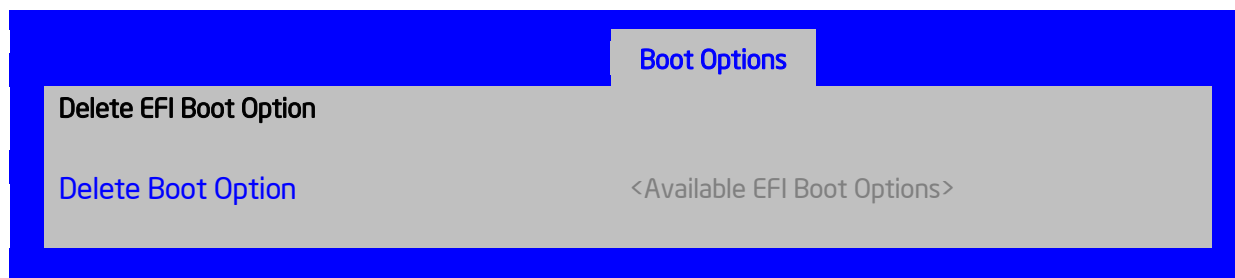 Boot Options
Delete EFI Boot Option
Delete Boot Option <Available EFI Boot Options>